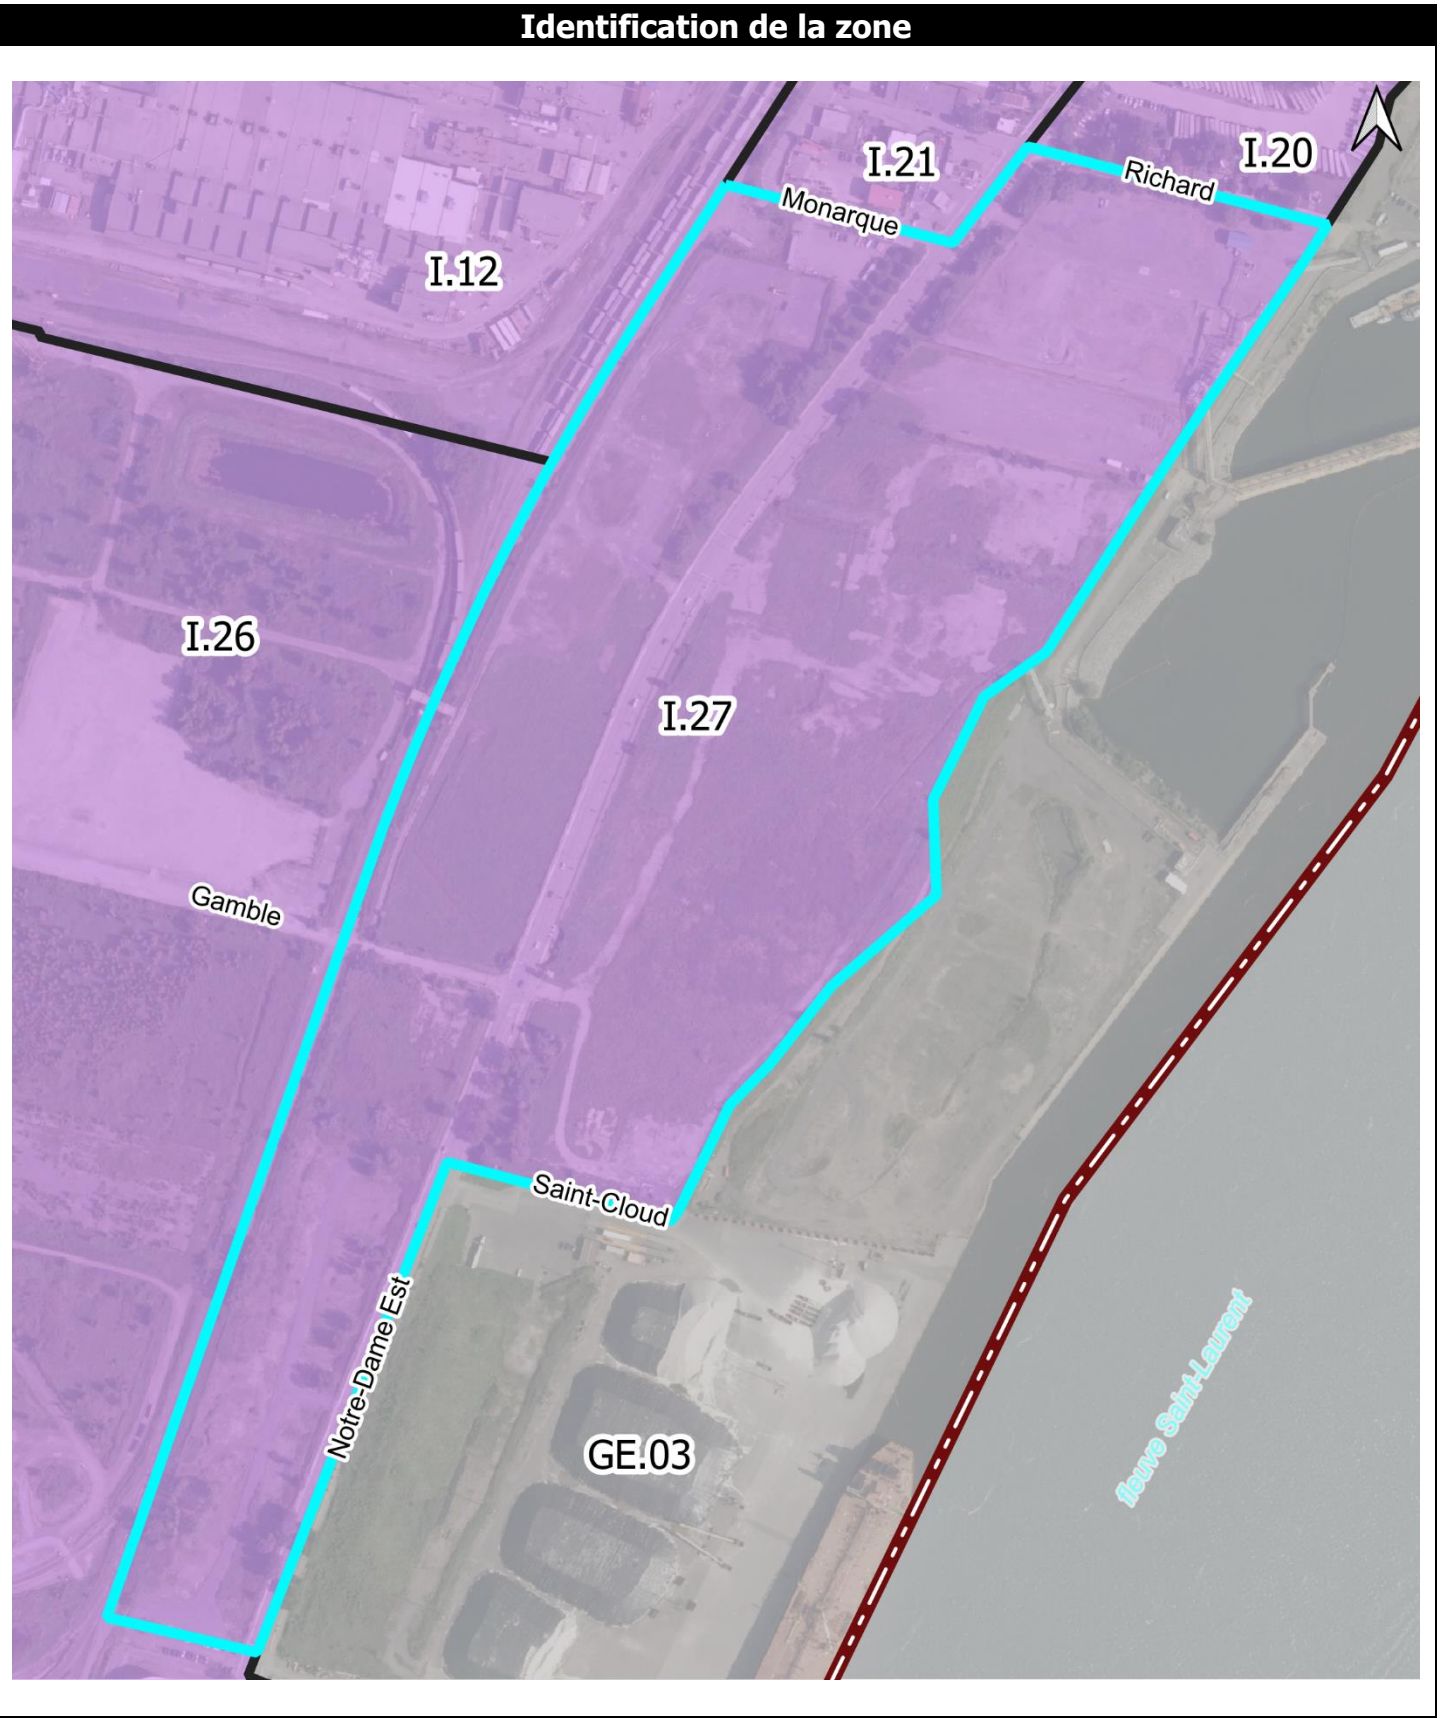 Identification de la zone
I.21
I.20
Richard
Monarque
I.12
I.26
I.27
Gamble
Saint-Cloud
Notre-Dame Est
fleuve Saint-Laurent
GE.03